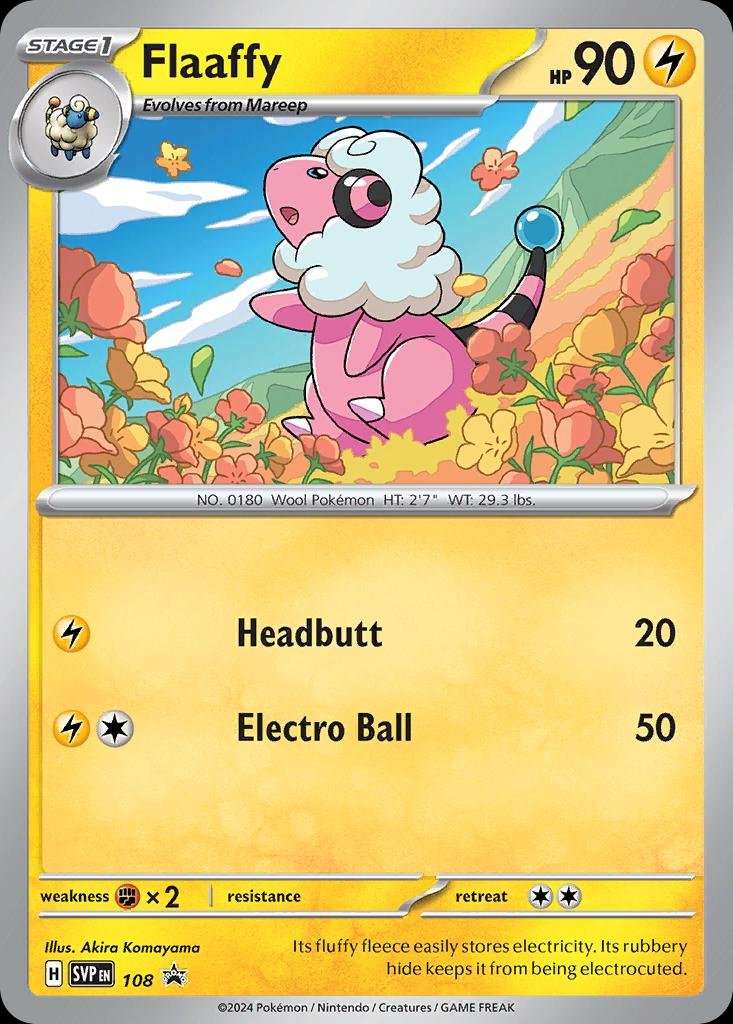 STAGE1
Flaaffy
HP 90
Evolves from Mareep
NO. 0180 Wool Pokémon HT: 2'7" WT: 29.3 lbs.
Headbutt 20
Electro Ball 50
weakness ×2 resistance retreat
Illus. Akira Komayama
Its fluffy fleece easily stores electricity. Its rubbery
hide keeps it from being electrocuted.
H SVP EN 108 PROMO
©2024 Pokémon / Nintendo / Creatures / GAME FREAK